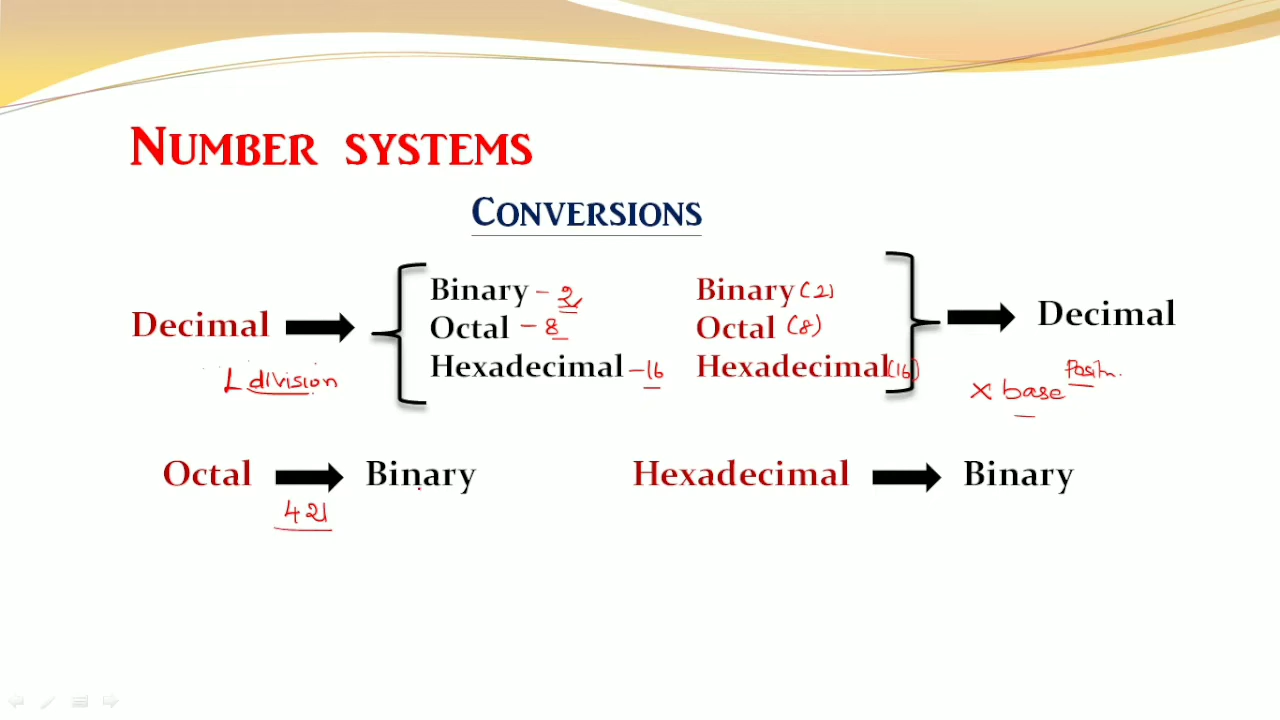 NUMBER SYSTEMS
CONVERSIONS
Decimal
Binary - 2
Octal - 8
Hexadecimal - 16
L division
Binary (2)
Octal (8)
Hexadecimal (16)
Decimal
X base Positn.
Octal Binary
421
Hexadecimal Binary